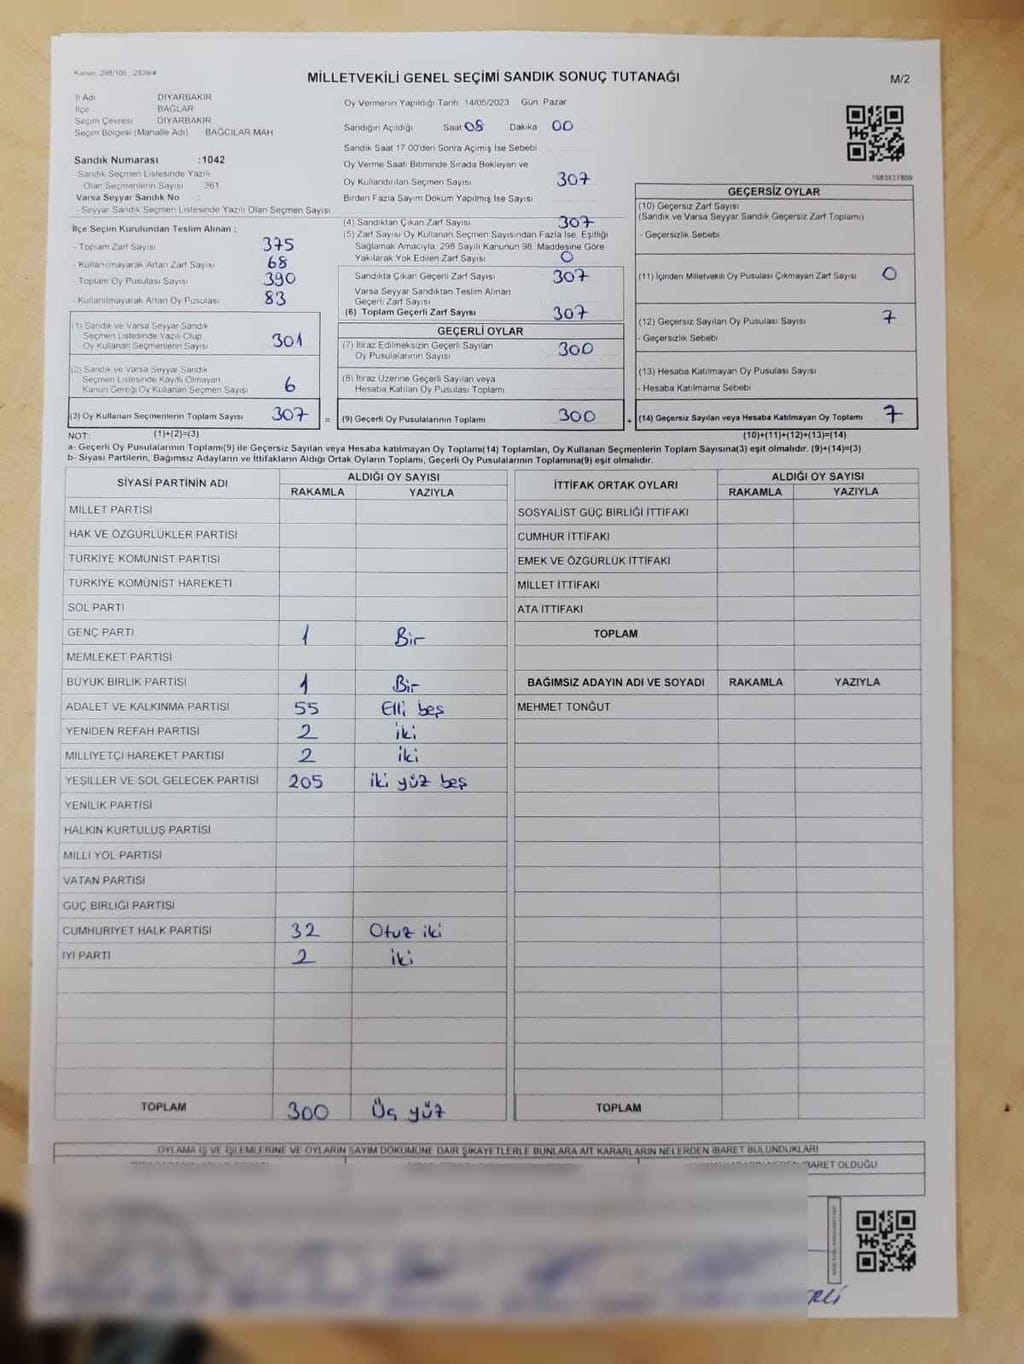 Kanun: 298/105 2839/4
MİLLETVEKİLİ GENEL SEÇİMİ SANDIK SONUÇ TUTANAĞI
M/2
İl Adı DİYARBAKIR
İlçe BAĞLAR
Seçim Çevresi DİYARBAKIR
Seçim Bölgesi (Mahalle Adı) BAĞCILAR MAH
Sandık Numarası :1042
- Sandık Seçmen Listesinde Yazılı
Olan Seçmenlerin Sayısı 361
Varsa Seyyar Sandık No
- Seyyar Sandık Seçmen Listesinde Yazılı Olan Seçmen Sayısı
İlçe Seçim Kurulundan Teslim Alınan ;
- Toplam Zarf Sayısı 375
- Kullanılmayarak Artan Zarf Sayısı 68
- Toplam Oy Pusulası Sayısı 390
- Kullanılmayarak Artan Oy Pusulası 83
(1) Sandık ve Varsa Seyyar Sandık
Seçmen Listesinde Yazılı Olup
Oy Kullanan Seçmenlerin Sayısı 301
(2) Sandık ve Varsa Seyyar Sandık
Seçmen Listesinde Kayıtlı Olmayan
Kanun Gereği Oy Kullanan Seçmen Sayısı 6
(3) Oy Kullanan Seçmenlerin Toplam Sayısı 307
Oy Vermenin Yapıldığı Tarih 14/05/2023 Gün: Pazar
Sandığın Açıldığı Saat 08 Dakika 00
Sandık Saat 17.00'den Sonra Açılmış İse Sebebi
Oy Verme Saati Bitiminde Sırada Bekleyen ve
Oy Kullandırılan Seçmen Sayısı 307
Birden Fazla Sayım Döküm Yapılmış İse Sayısı
(4) Sandıktan Çıkan Zarf Sayısı 307
(5) Zarf Sayısı Oy Kullanan Seçmen Sayısından Fazla İse, Eşitliği
Sağlamak Amacıyla, 298 Sayılı Kanunun 98. Maddesine Göre
Yakılarak Yok Edilen Zarf Sayısı 0
Sandıkta Çıkan Geçerli Zarf Sayısı 307
Varsa Seyyar Sandıktan Teslim Alınan
Geçerli Zarf Sayısı
(6) Toplam Geçerli Zarf Sayısı 307
GEÇERLİ OYLAR
(7) İtiraz Edilmeksizin Geçerli Sayılan
Oy Pusulalarının Sayısı 300
(8) İtiraz Üzerine Geçerli Sayılan veya
Hesaba Katılan Oy Pusulası Toplamı
= (9) Geçerli Oy Pusulalarının Toplamı 300
1983837809
GEÇERSİZ OYLAR
(10) Geçersiz Zarf Sayısı
(Sandık ve Varsa Seyyar Sandık Geçersiz Zarf Toplamı)
- Geçersizlik Sebebi
(11) İçinden Milletvekili Oy Pusulası Çıkmayan Zarf Sayısı 0
(12) Geçersiz Sayılan Oy Pusulası Sayısı 7
- Geçersizlik Sebebi
(13) Hesaba Katılmayan Oy Pusulası Sayısı
- Hesaba Katılmama Sebebi
+ (14) Geçersiz Sayılan veya Hesaba Katılmayan Oy Toplamı 7
NOT: (1)+(2)=(3) (10)+(11)+(12)+(13)=(14)
a- Geçerli Oy Pusulalarının Toplamı(9) ile Geçersiz Sayılan veya Hesaba katılmayan Oy Toplamı(14) Toplamları, Oy Kullanan Seçmenlerin Toplam Sayısına(3) eşit olmalıdır. (9)+(14)=(3)
b- Siyasi Partilerin, Bağımsız Adayların ve İttifakların Aldığı Ortak Oyların Toplamı, Geçerli Oy Pusulalarının Toplamına(9) eşit olmalıdır.
SİYASİ PARTİNİN ADI ALDIĞI OY SAYISI
RAKAMLA YAZIYLA
MİLLET PARTİSİ
HAK VE ÖZGÜRLÜKLER PARTİSİ
TÜRKİYE KOMÜNİST PARTİSİ
TÜRKİYE KOMÜNİST HAREKETİ
SOL PARTİ
GENÇ PARTİ 1 Bir
MEMLEKET PARTİSİ
BÜYÜK BİRLİK PARTİSİ 1 Bir
ADALET VE KALKINMA PARTİSİ 55 Elli beş
YENİDEN REFAH PARTİSİ 2 iki
MİLLİYETÇİ HAREKET PARTİSİ 2 iki
YEŞİLLER VE SOL GELECEK PARTİSİ 205 iki yüz beş
YENİLİK PARTİSİ
HALKIN KURTULUŞ PARTİSİ
MİLLİ YOL PARTİSİ
VATAN PARTİSİ
GÜÇ BİRLİĞİ PARTİSİ
CUMHURİYET HALK PARTİSİ 32 Otuz iki
İYİ PARTİ 2 iki
TOPLAM 300 Üç yüz
İTTİFAK ORTAK OYLARI ALDIĞI OY SAYISI
RAKAMLA YAZIYLA
SOSYALİST GÜÇ BİRLİĞİ İTTİFAKI
CUMHUR İTTİFAKI
EMEK VE ÖZGÜRLÜK İTTİFAKI
MİLLET İTTİFAKI
ATA İTTİFAKI
TOPLAM
BAĞIMSIZ ADAYIN ADI VE SOYADI RAKAMLA YAZIYLA
MEHMET TONĞUT
TOPLAM
OYLAMA İŞ VE İŞLEMLERİNE VE OYLARIN SAYIM DÖKÜMÜNE DAİR ŞİKAYETLERLE BUNLARA AİT KARARLARIN NELERDEN İBARET BULUNDUKLARI
İBARET OLDUĞU